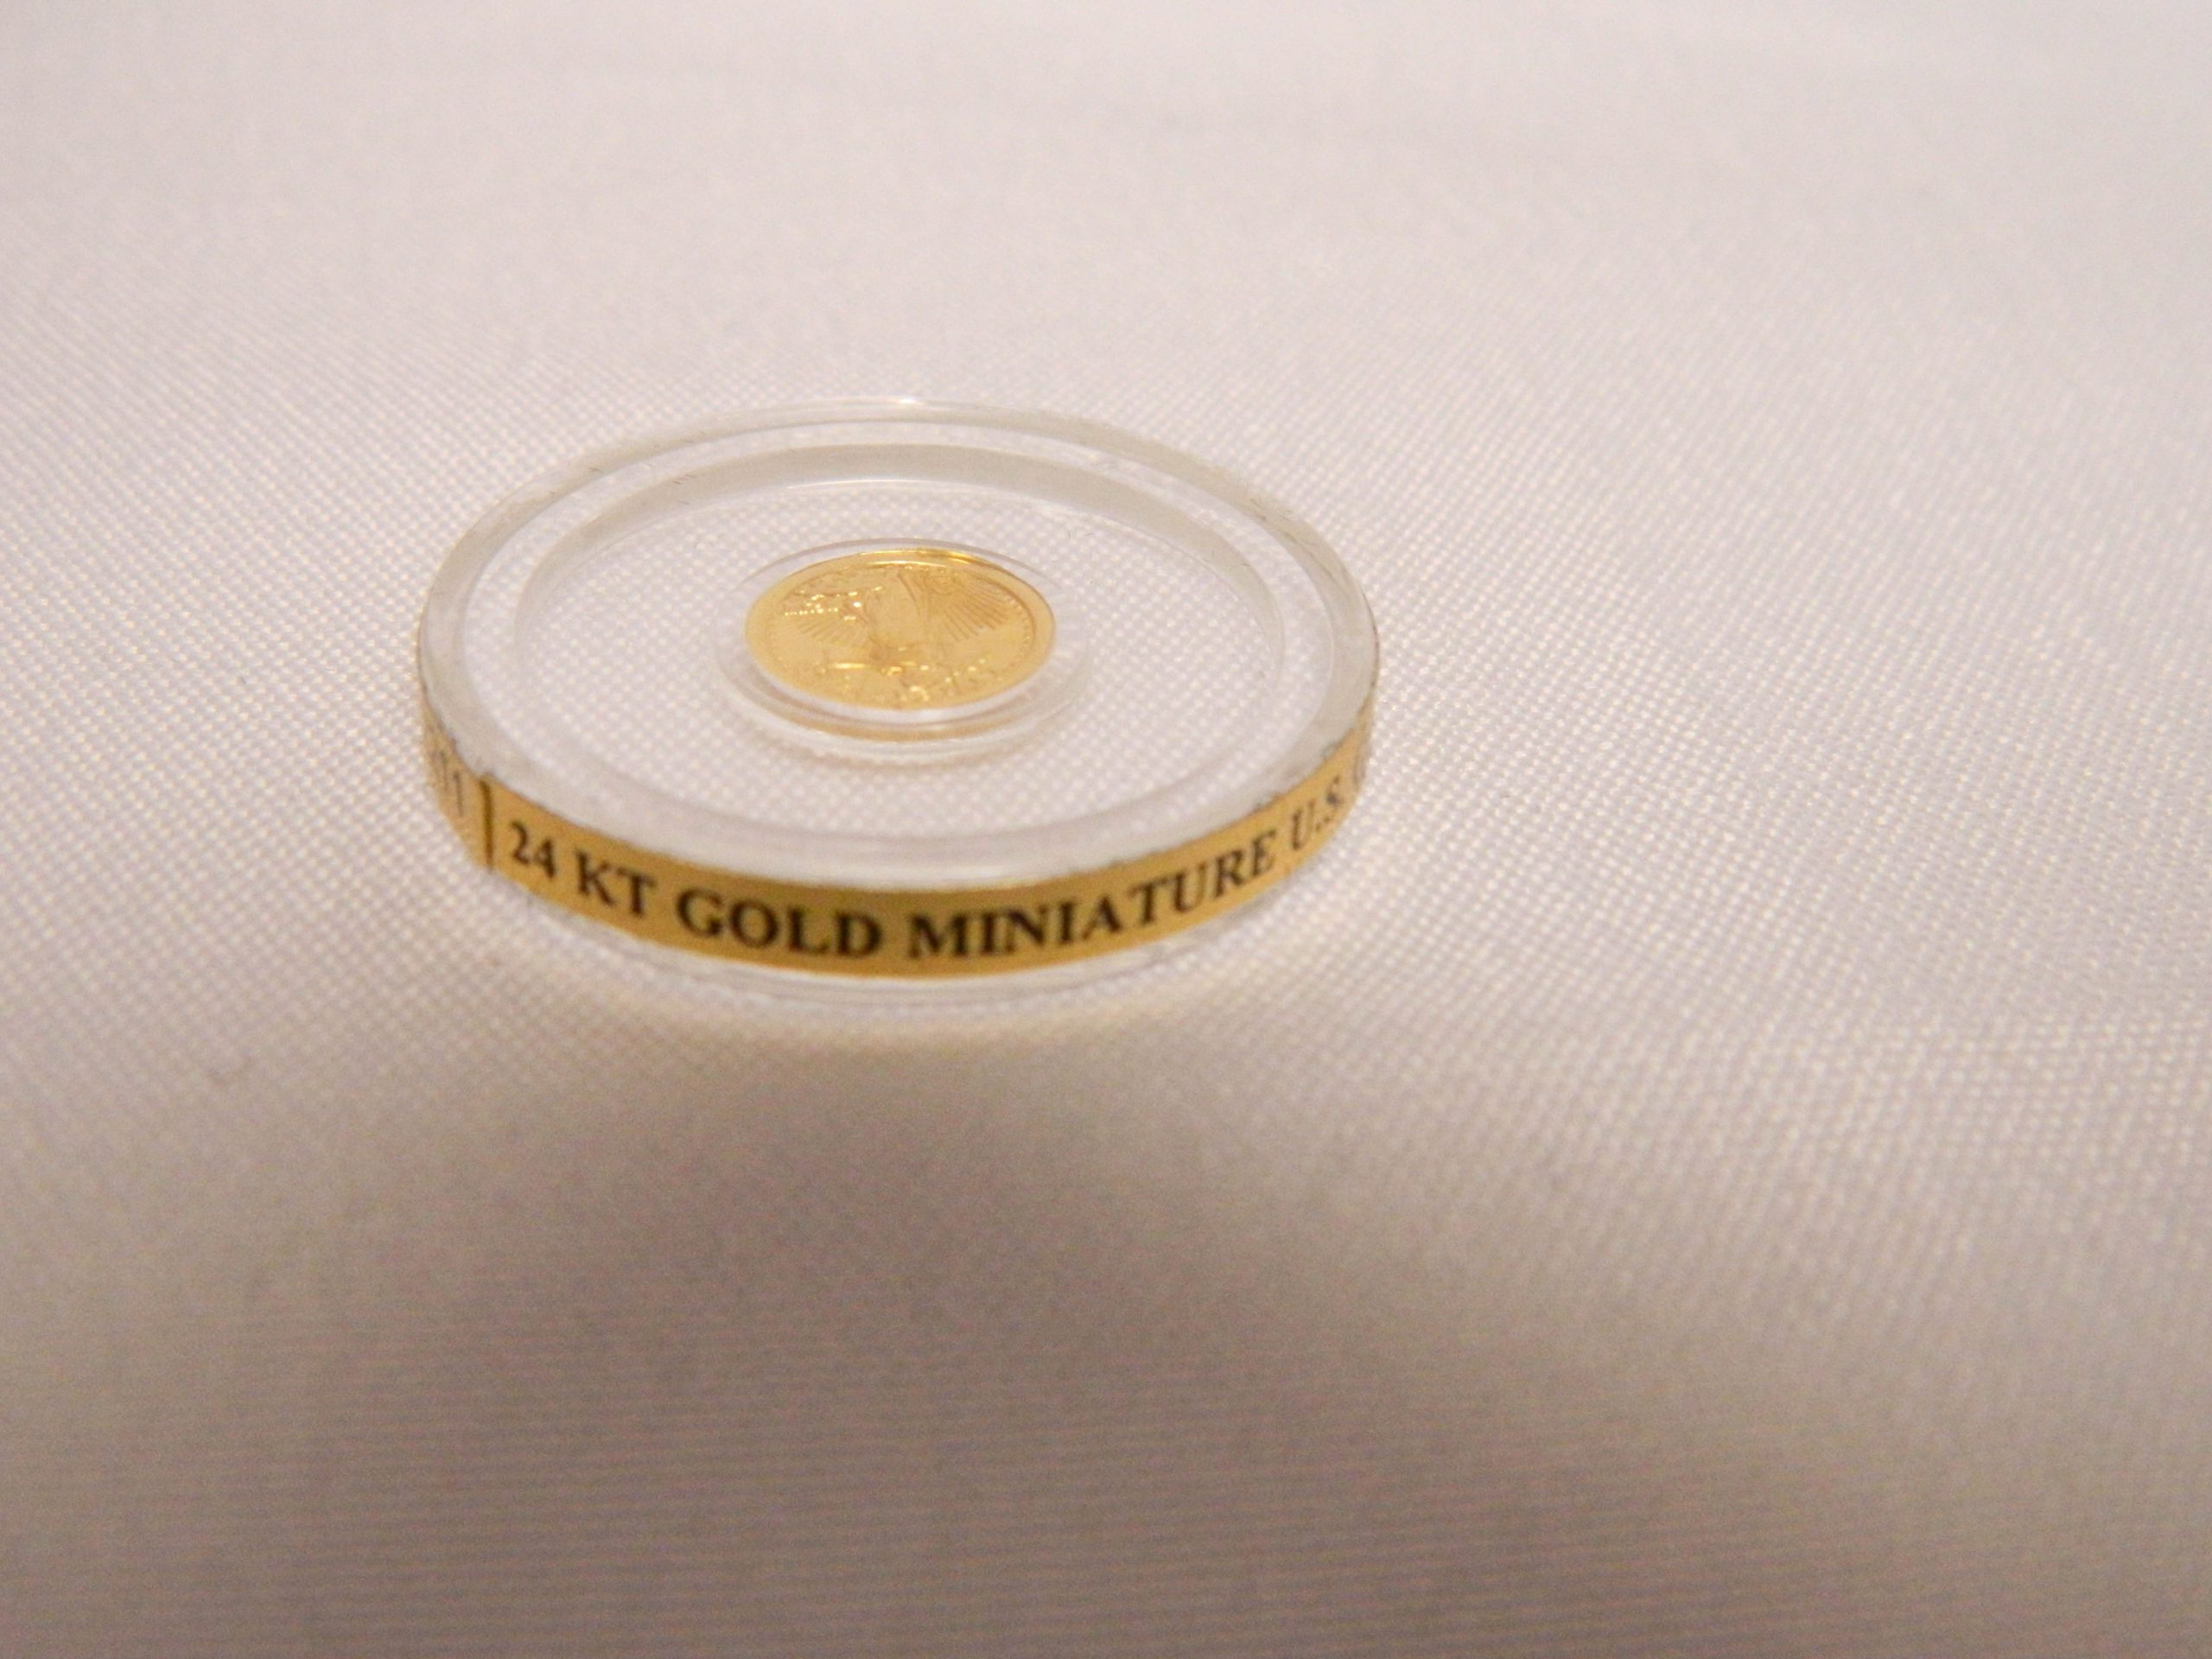 24 KT GOLD MINIATURE U.S.